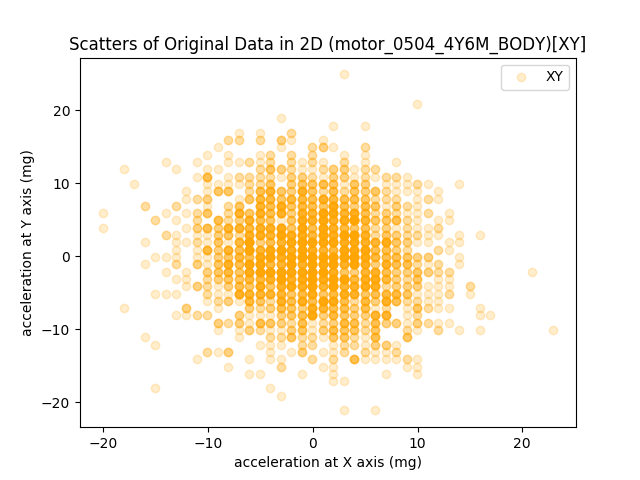 Scatters of Original Data in 2D (motor_0504_4Y6M_BODY)[XY]
XY
acceleration at Y axis (mg)
20
10
0
−10
−20
−20 −10 0 10 20
acceleration at X axis (mg)